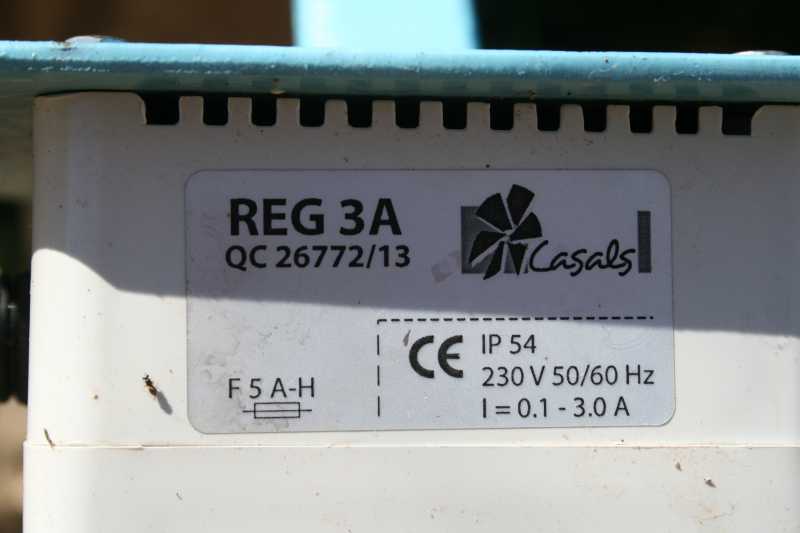 REG 3A
QC 26772/13
Casals
F 5 A-H
CE
IP 54
230 V 50/60 Hz
I = 0.1 - 3.0 A